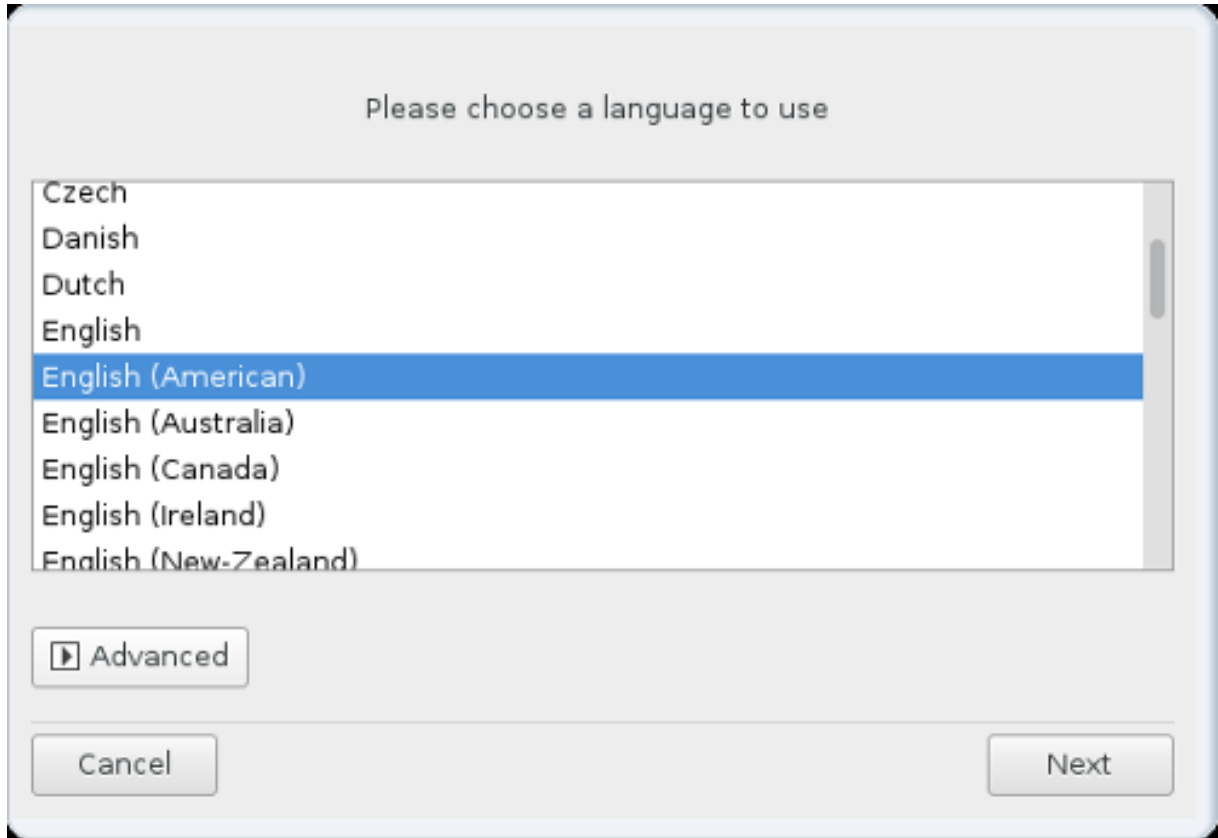 Please choose a language to use
Czech
Danish
Dutch
English
English (American)
English (Australia)
English (Canada)
English (Ireland)
English (New-Zealand)
Advanced
Cancel
Next